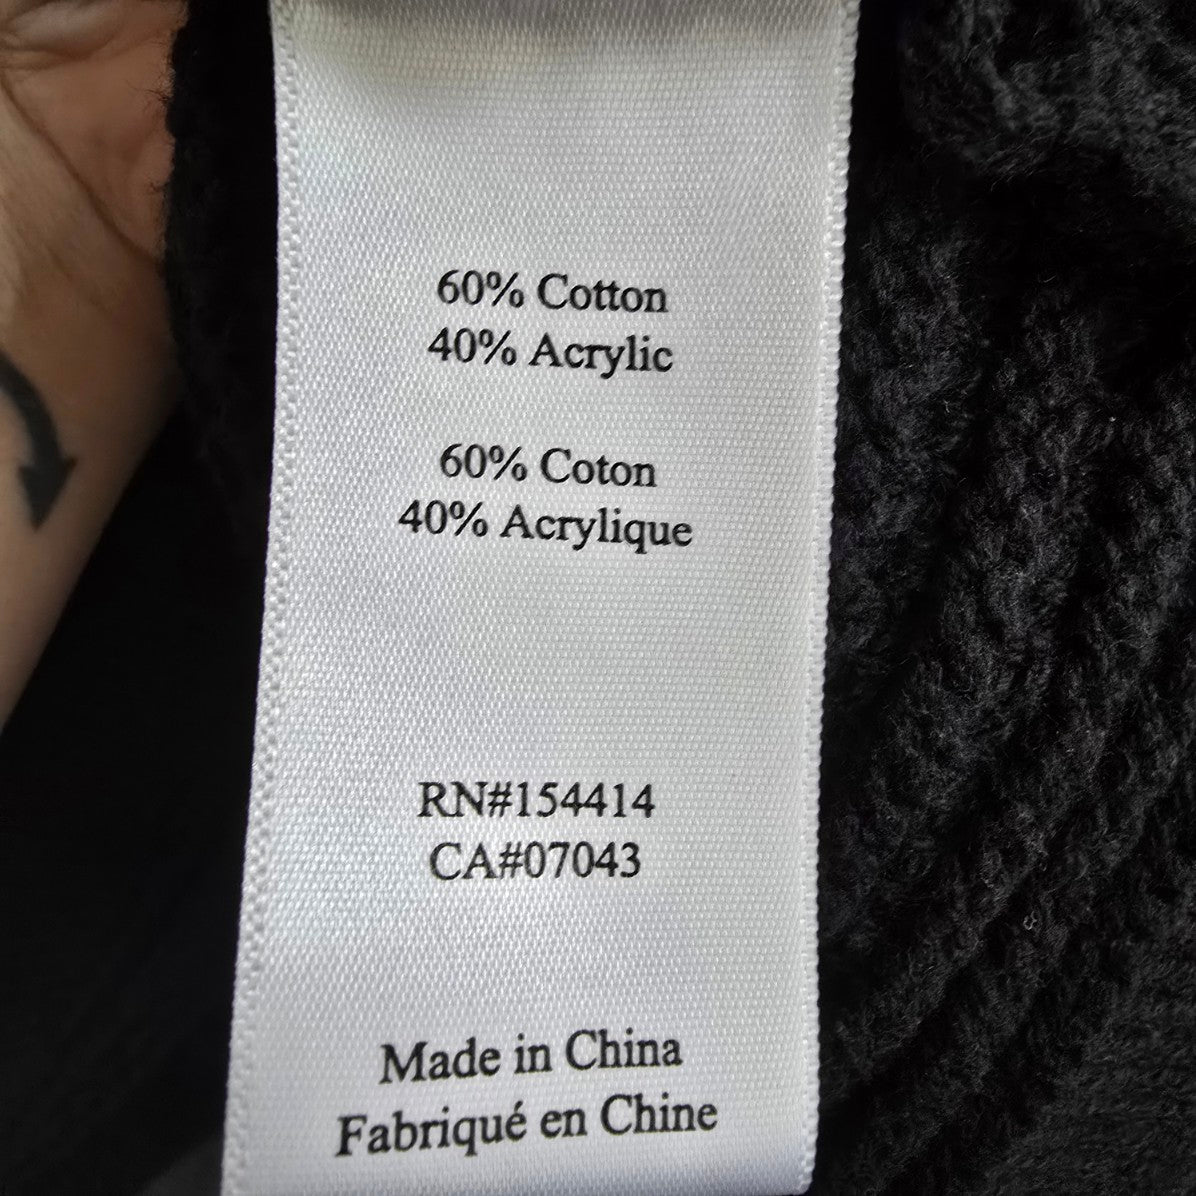 60% Cotton
40% Acrylic
60% Coton
40% Acrylique
RN#154414
CA#07043
Made in China
Fabriqué en Chine